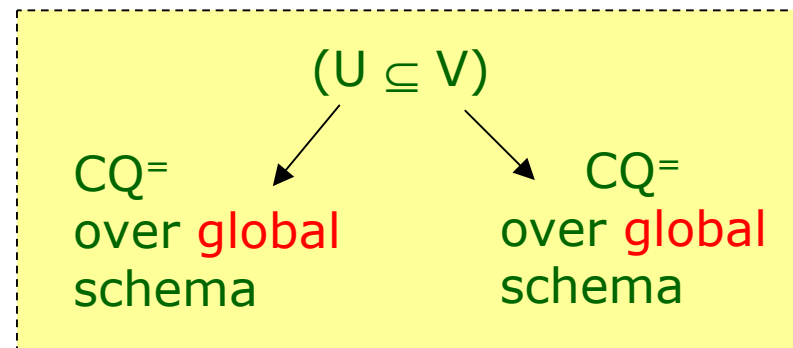 (U ⊆ V)
CQ⁼
over global
schema
CQ⁼
over global
schema